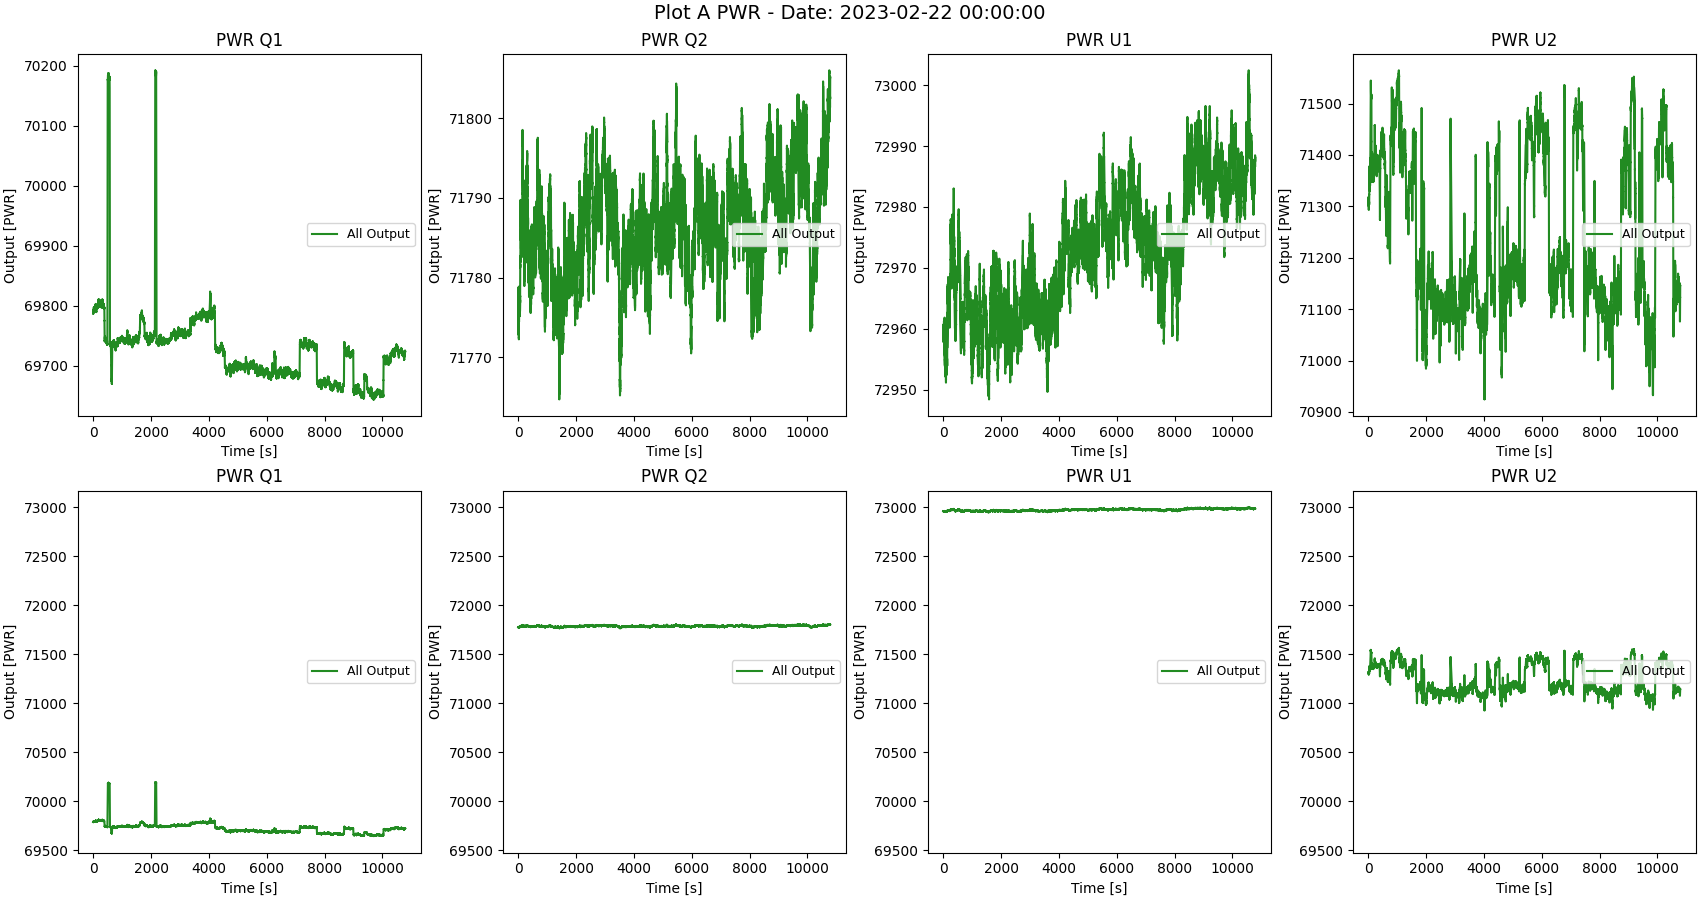 Plot A PWR - Date: 2023-02-22 00:00:00
PWR Q1
PWR Q2
PWR U1
PWR U2
Output [PWR]
70200
70100
70000
69900
69800
69700
All Output
0 2000 4000 6000 8000 10000
Time [s]
Output [PWR]
71800
71790
71780
71770
All Output
0 2000 4000 6000 8000 10000
Time [s]
Output [PWR]
73000
72990
72980
72970
72960
72950
All Output
0 2000 4000 6000 8000 10000
Time [s]
Output [PWR]
71500
71400
71300
71200
71100
71000
70900
All Output
0 2000 4000 6000 8000 10000
Time [s]
PWR Q1
PWR Q2
PWR U1
PWR U2
Output [PWR]
73000
72500
72000
71500
71000
70500
70000
69500
All Output
0 2000 4000 6000 8000 10000
Time [s]
Output [PWR]
73000
72500
72000
71500
71000
70500
70000
69500
All Output
0 2000 4000 6000 8000 10000
Time [s]
Output [PWR]
73000
72500
72000
71500
71000
70500
70000
69500
All Output
0 2000 4000 6000 8000 10000
Time [s]
Output [PWR]
73000
72500
72000
71500
71000
70500
70000
69500
All Output
0 2000 4000 6000 8000 10000
Time [s]